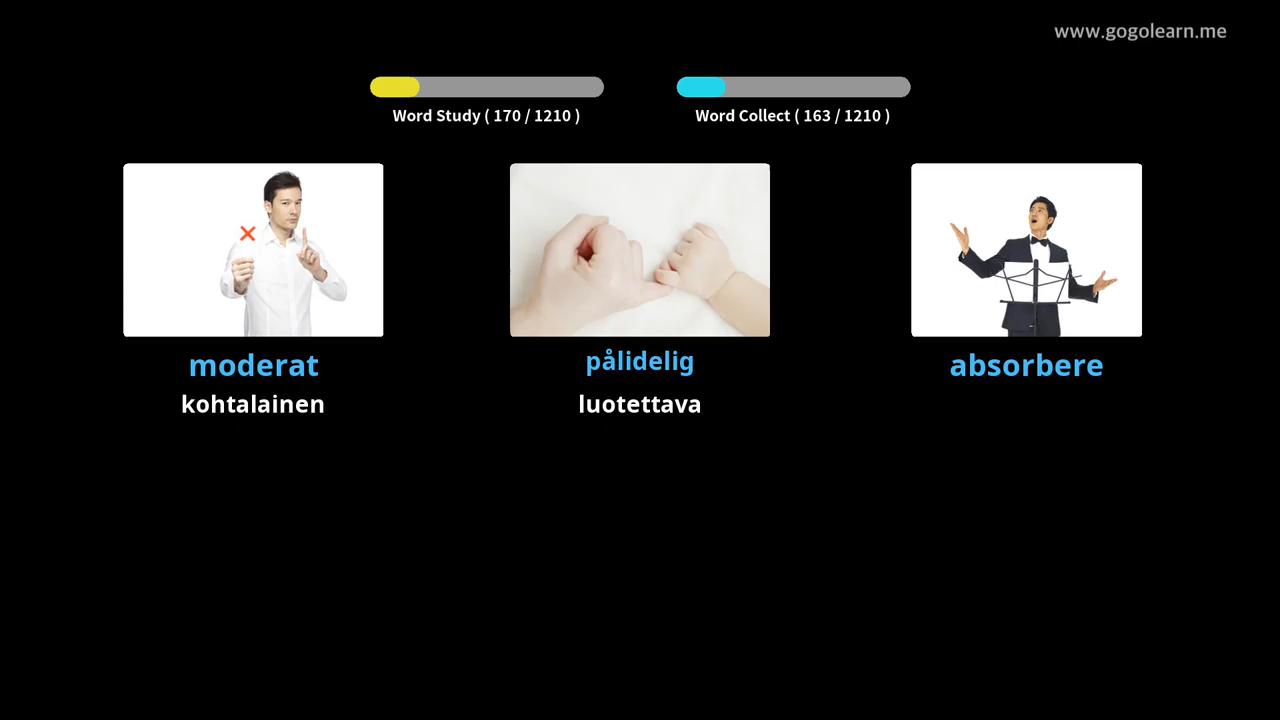 www.gogolearn.me
Word Study ( 170 / 1210 )
Word Collect ( 163 / 1210 )
moderat
kohtalainen
pålidelig
luotettava
absorbere